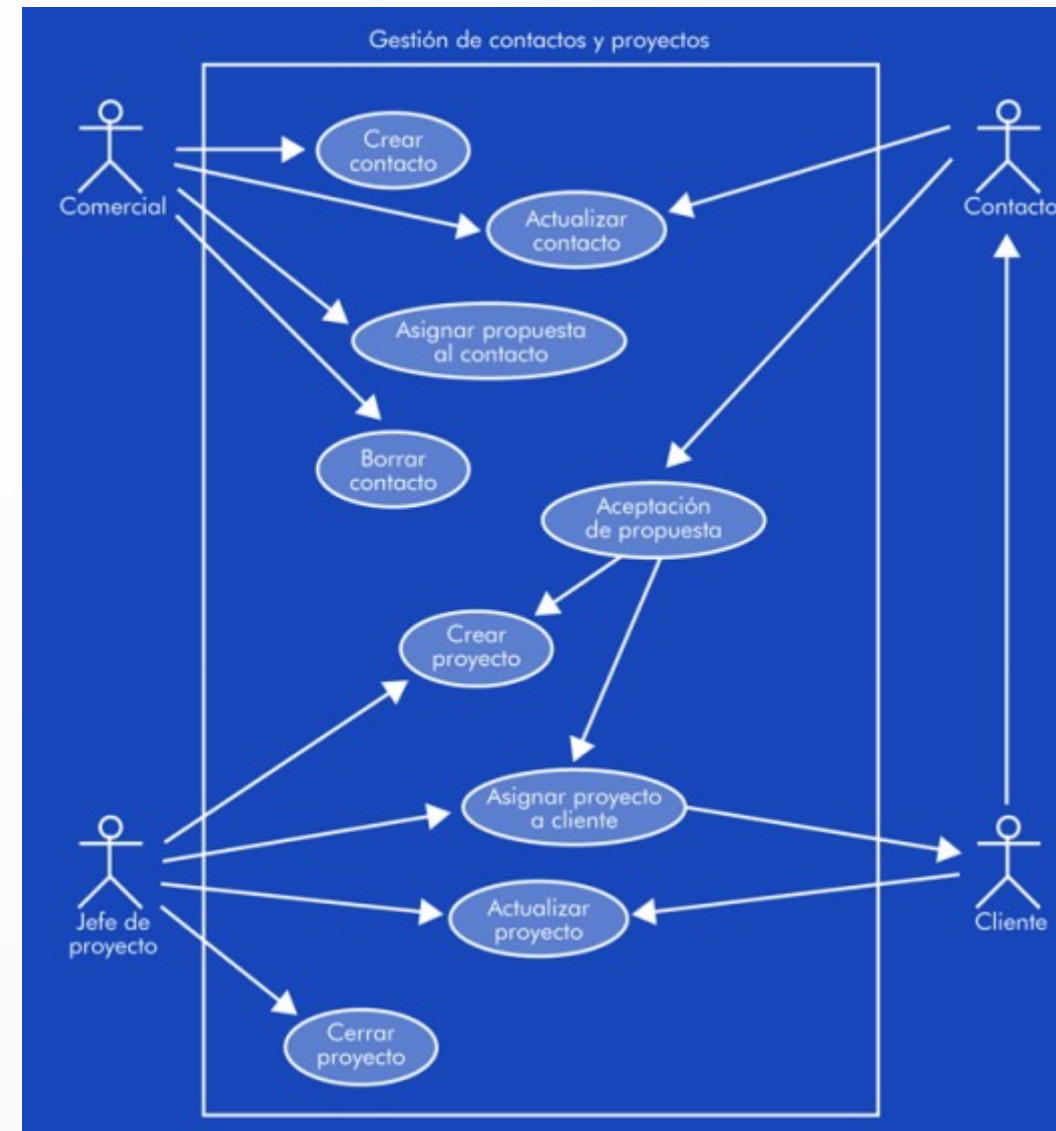 Gestión de contactos y proyectos
Crear
contacto
Comercial
Contacto
Actualizar
contacto
Asignar propuesta
al contacto
Borrar
contacto
Aceptación
de propuesta
Crear
proyecto
Asignar proyecto
a cliente
Jefe de
proyecto
Actualizar
proyecto
Cliente
Cerrar
proyecto